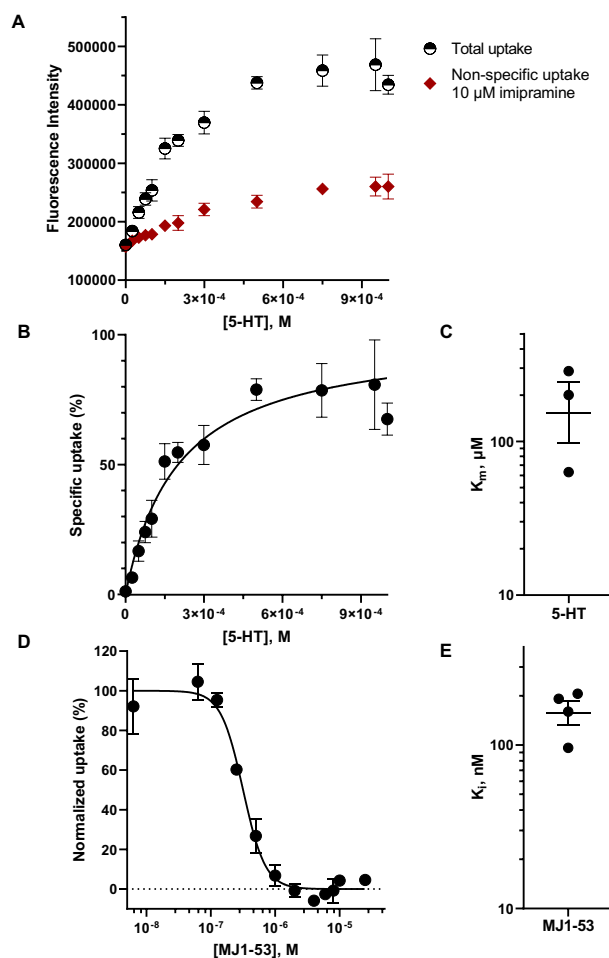 A
500000
400000
300000
200000
100000
Fluorescence Intensity
0
3×10⁻⁴
6×10⁻⁴
9×10⁻⁴
[5-HT], M
Total uptake
Non-specific uptake
10 µM imipramine
B
100
50
0
Specific uptake (%)
0
3×10⁻⁴
6×10⁻⁴
9×10⁻⁴
[5-HT], M
C
100
10
Kₘ, µM
5-HT
D
120
100
80
60
40
20
0
Normalized uptake (%)
10⁻⁸
10⁻⁷
10⁻⁶
10⁻⁵
[MJ1-53], M
E
100
10
Kᵢ, nM
MJ1-53